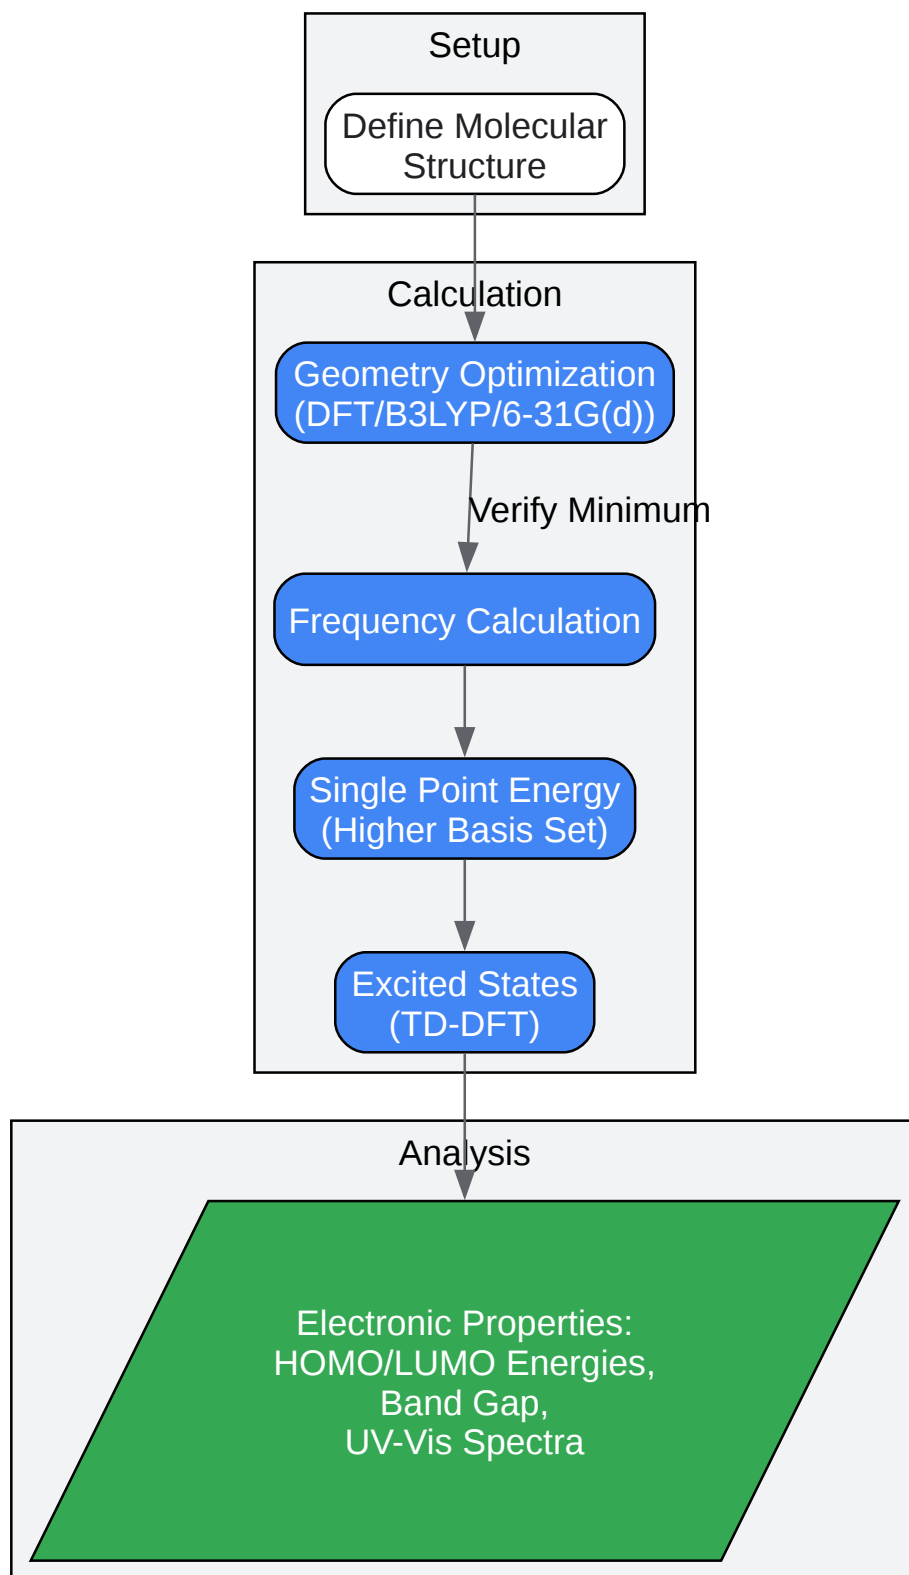 Setup
Define Molecular
Structure
Calculation
Geometry Optimization
(DFT/B3LYP/6-31G(d))
Verify Minimum
Frequency Calculation
Single Point Energy
(Higher Basis Set)
Excited States
(TD-DFT)
Analysis
Electronic Properties:
HOMO/LUMO Energies,
Band Gap,
UV-Vis Spectra